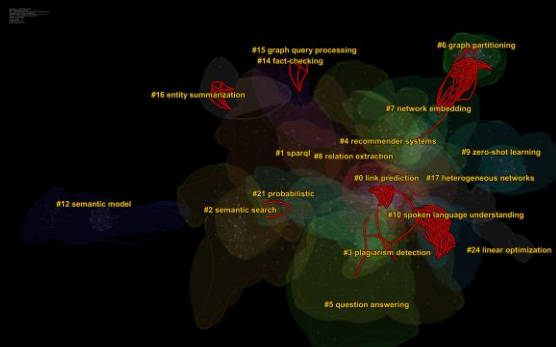 #15 graph query processing
#6 graph partitioning
#14 fact-checking
#16 entity summarization
#7 network embedding
#4 recommender systems
#1 sparql
#8 relation extraction
#9 zero-shot learning
#0 link prediction
#17 heterogeneous networks
#21 probabilistic
#12 semantic model
#2 semantic search
#10 spoken language understanding
#3 plagiarism detection
#24 linear optimization
#5 question answering